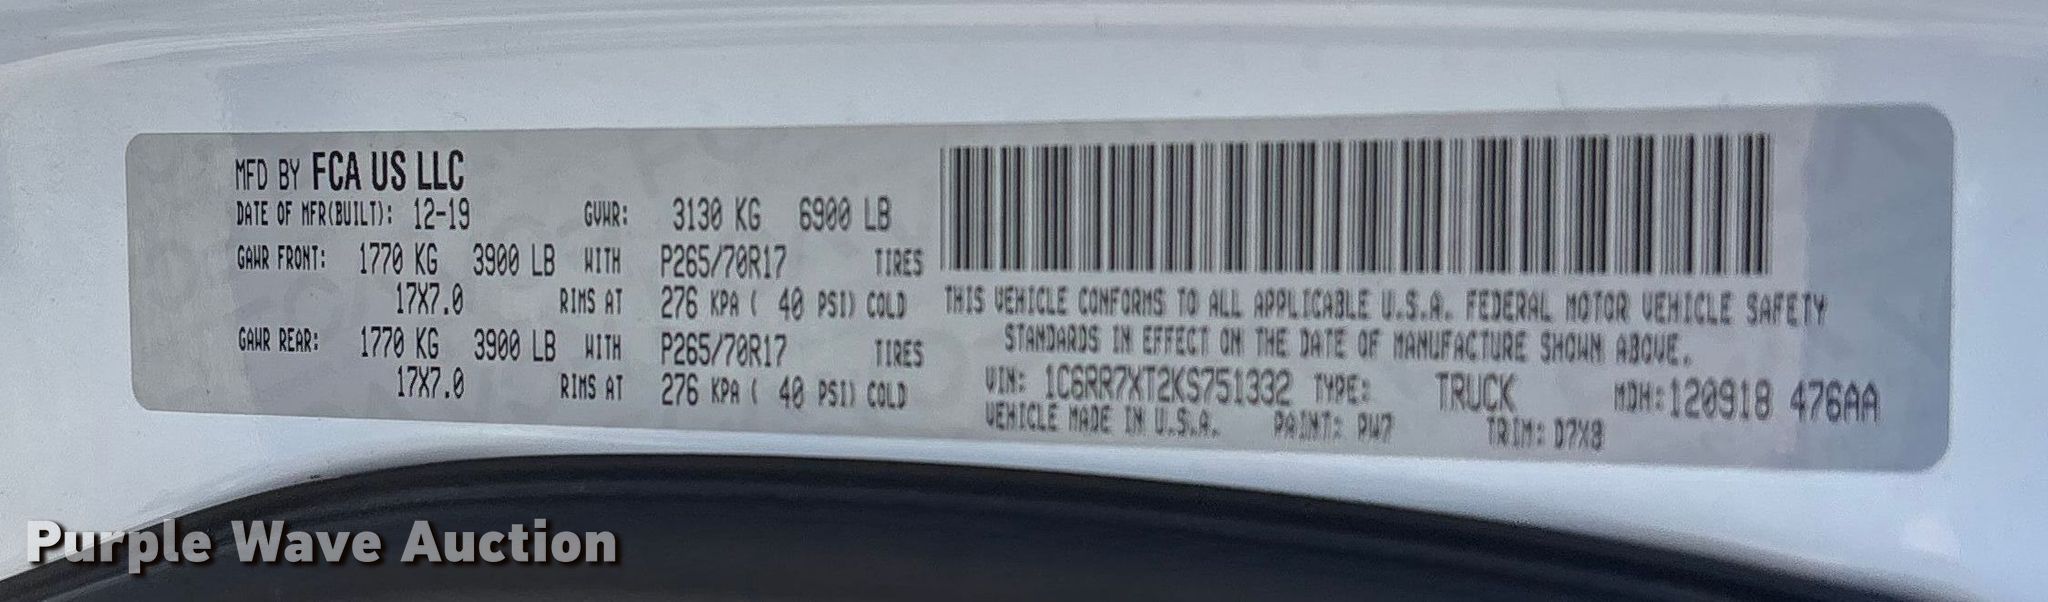 MFD BY FCA US LLC
DATE OF MFR(BUILT): 12-19 GVWR: 3130 KG 6900 LB
GAWR FRONT: 1770 KG 3900 LB WITH P265/70R17 TIRES
17X7.0 RIMS AT 276 KPA ( 40 PSI) COLD
GAWR REAR: 1770 KG 3900 LB WITH P265/70R17 TIRES
17X7.0 RIMS AT 276 KPA ( 40 PSI) COLD
THIS VEHICLE CONFORMS TO ALL APPLICABLE U.S.A. FEDERAL MOTOR VEHICLE SAFETY
STANDARDS IN EFFECT ON THE DATE OF MANUFACTURE SHOWN ABOVE.
VIN: 1C6RR7XT2KS751332 TYPE: TRUCK MDH:120918 476AA
VEHICLE MADE IN U.S.A. PAINT: PW7 TRIM: D7X8
Purple Wave Auction